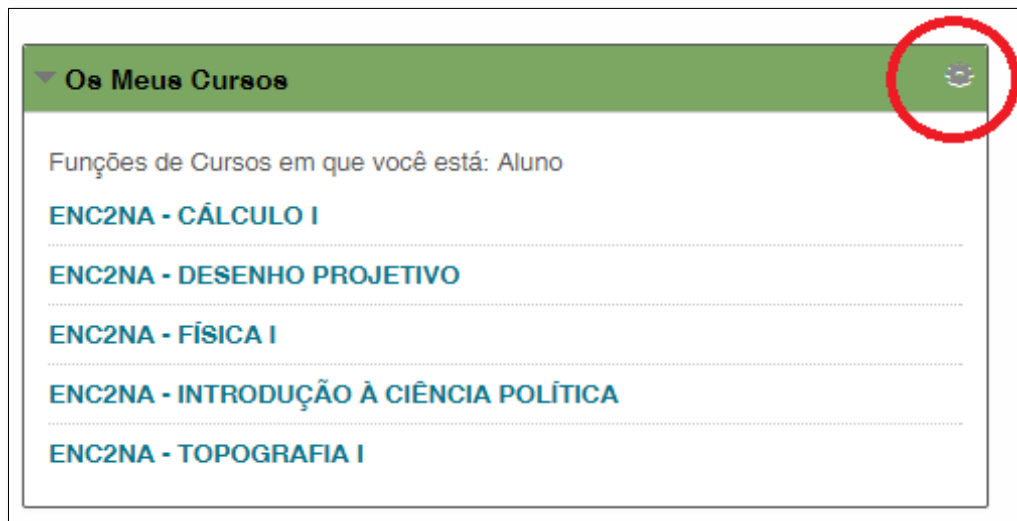 Os Meus Cursos
Funções de Cursos em que você está: Aluno
ENC2NA - CÁLCULO I
ENC2NA - DESENHO PROJETIVO
ENC2NA - FÍSICA I
ENC2NA - INTRODUÇÃO À CIÊNCIA POLÍTICA
ENC2NA - TOPOGRAFIA I